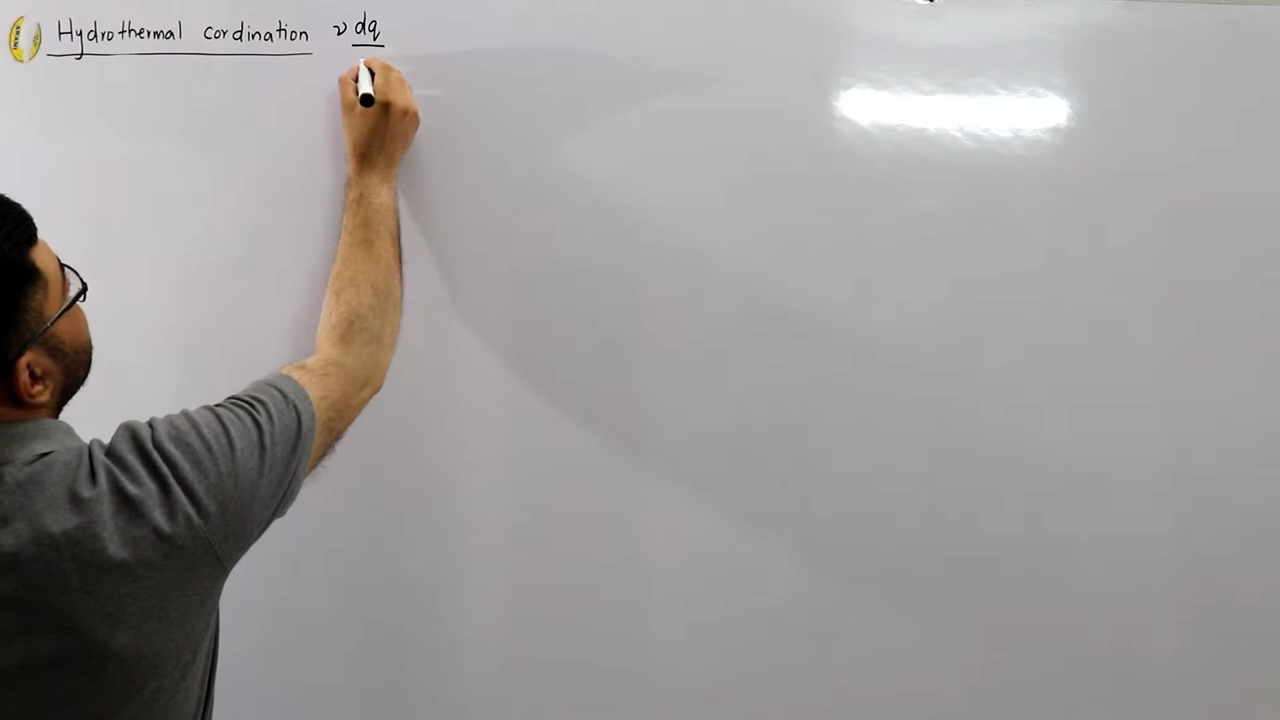 Hydrothermal cordination ν dq